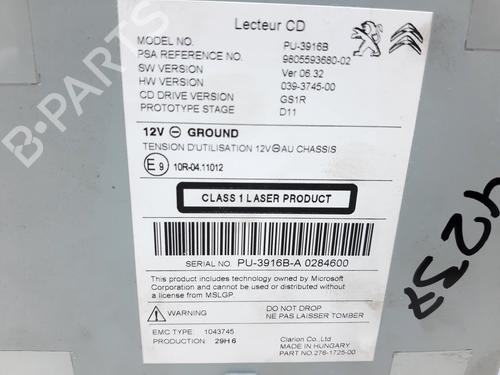 Lecteur CD
MODEL NO. PU-3916B
PSA REFERENCE NO. 9805593680-02
SW VERSION Ver 06.32
HW VERSION 039-3745-00
CD DRIVE VERSION GS1R
PROTOTYPE STAGE D11
12V ⊖ GROUND
TENSION D'UTILISATION 12V⊖AU CHASSIS
E9 10R-04.11012
CLASS 1 LASER PRODUCT
SERIAL NO. PU-3916B-A 0284600
This product includes technology owned by Microsoft
Corporation and cannot be used or distributed without
a license from MSLGP.
WARNING
DO NOT DROP
NE PAS LAISSER TOMBER
EMC TYPE 1043745
PRODUCTION: 29H6
Clarion Co., Ltd
MADE IN HUNGARY
PART NO.276-1725-00
4237
B-PARTS